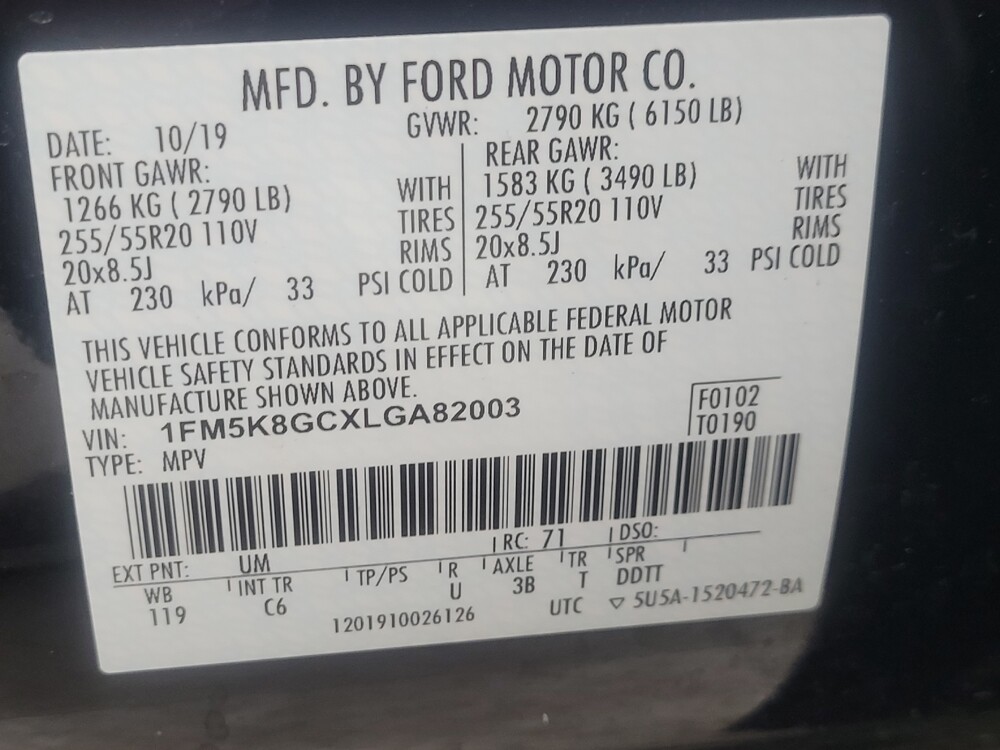 MFD. BY FORD MOTOR CO.
DATE: 10/19 GVWR: 2790 KG ( 6150 LB)
FRONT GAWR:
1266 KG ( 2790 LB) WITH
255/55R20 110V TIRES
20x8.5J RIMS
AT 230 kPa/ 33 PSI COLD
REAR GAWR: WITH
1583 KG ( 3490 LB) TIRES
255/55R20 110V RIMS
20x8.5J
AT 230 kPa/ 33 PSI COLD
THIS VEHICLE CONFORMS TO ALL APPLICABLE FEDERAL MOTOR
VEHICLE SAFETY STANDARDS IN EFFECT ON THE DATE OF
MANUFACTURE SHOWN ABOVE.
VIN: 1FM5K8GCXLGA82003
TYPE: MPV
F0102
T0190
EXT PNT: UM RC: 71 DSO:
WB INT TR TP/PS R AXLE TR SPR
119 C6 U 3B T DDTT
1201910026126 UTC ▽ 5U5A-1520472-BA